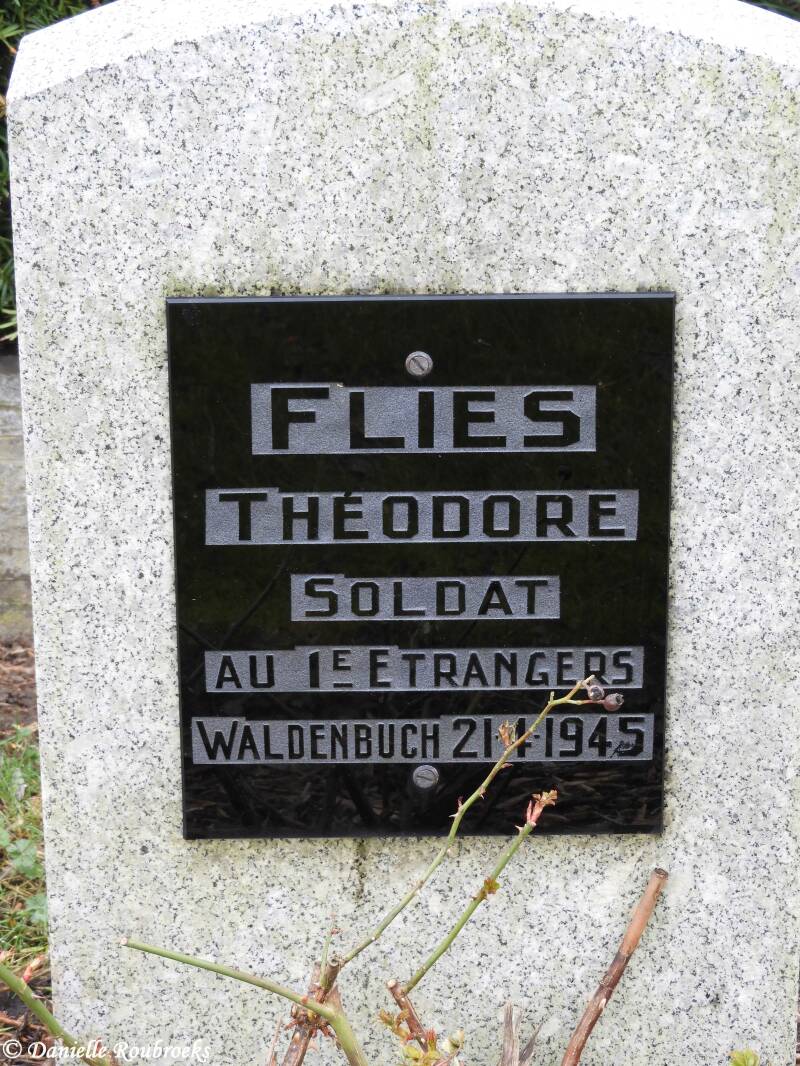 FLIES
THÉODORE
SOLDAT
AU 1E ETRANGERS
WALDENBUCH 21-4-1945
© Danielle Roubroeks